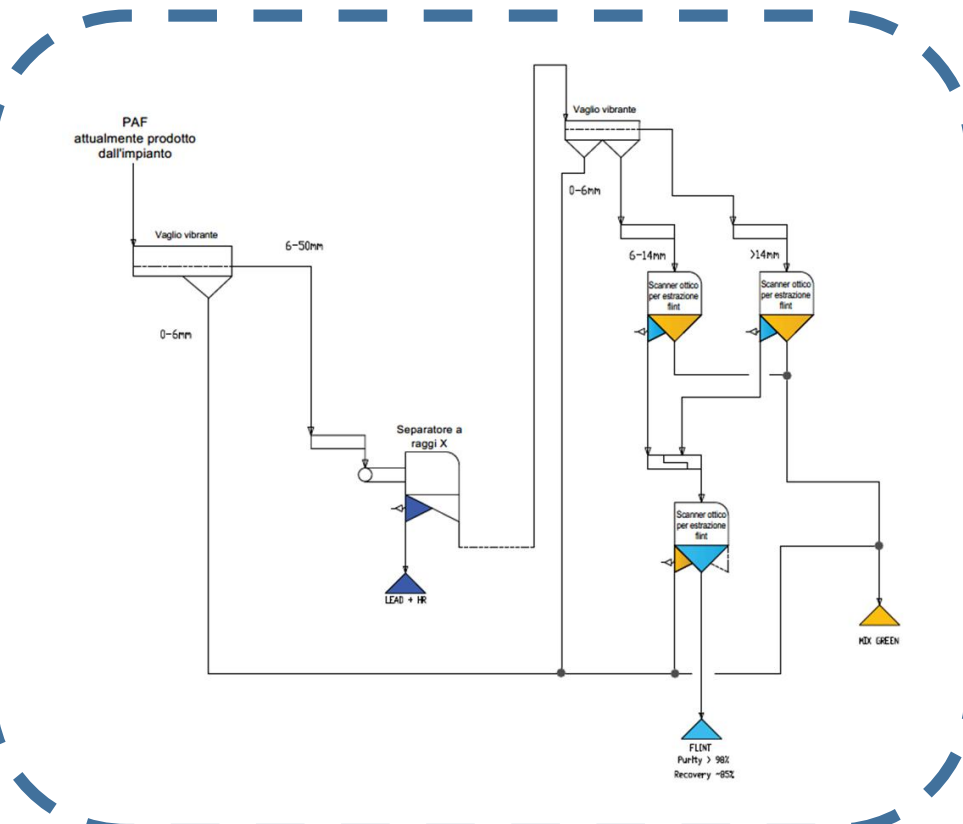 PAF
attualmente prodotto
dall'impianto
Vaglio vibrante
6-50mm
0-6mm
Separatore a
raggi X
LEAD + HR
Vaglio vibrante
0-6mm
6-14mm
>14mm
Scanner ottico
per estrazione
flint
Scanner ottico
per estrazione
flint
Scanner ottico
per estrazione
flint
MIX GREEN
FLINT
Purity > 98%
Recovery ~85%